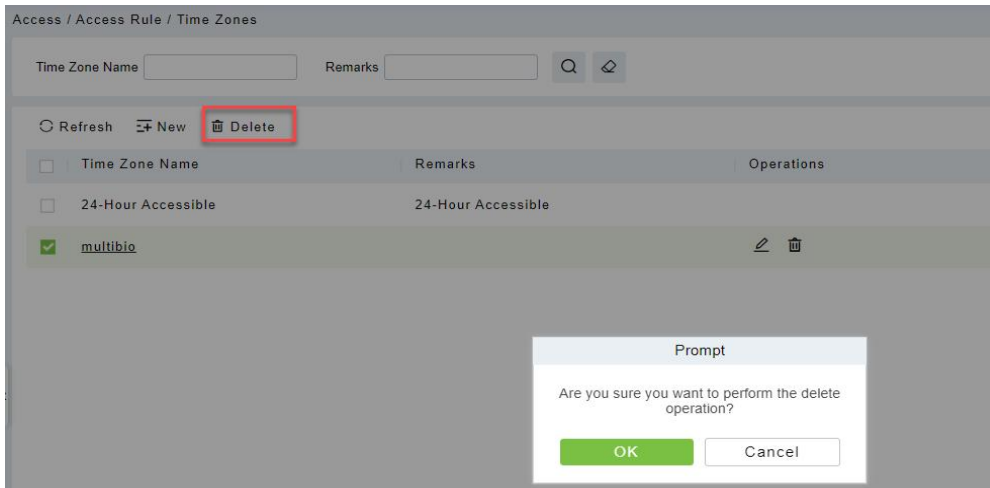 Access / Access Rule / Time Zones
Time Zone Name Remarks
Refresh New Delete
Time Zone Name Remarks Operations
24-Hour Accessible 24-Hour Accessible
multibio
Prompt
Are you sure you want to perform the delete
operation?
OK Cancel